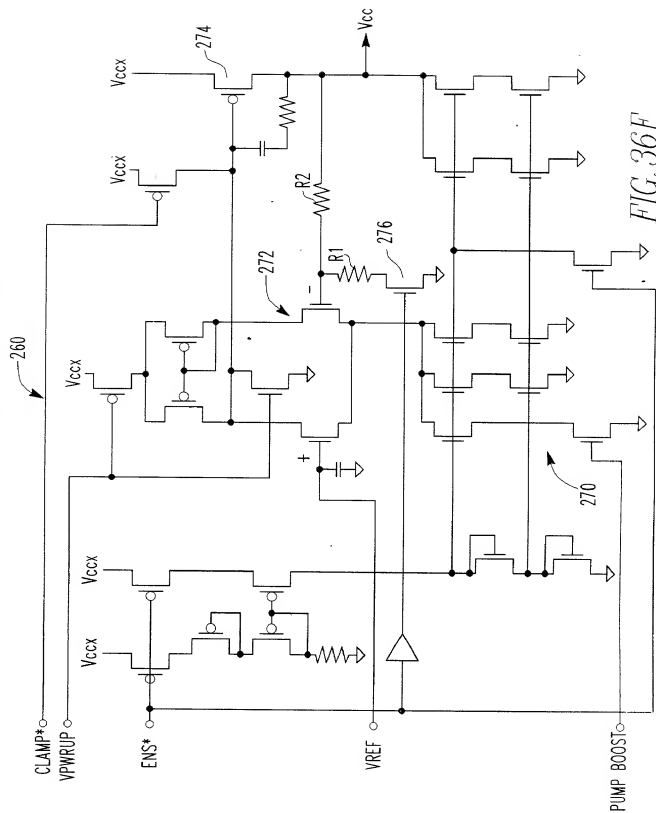 CLAMP*
VPWRUP
ENS*
VREF
PUMP BOOST
260
Vccx
Vccx
Vccx
Vccx
Vccx
274
272
R2
R1
276
270
Vcc
+
-
FIG. 36F